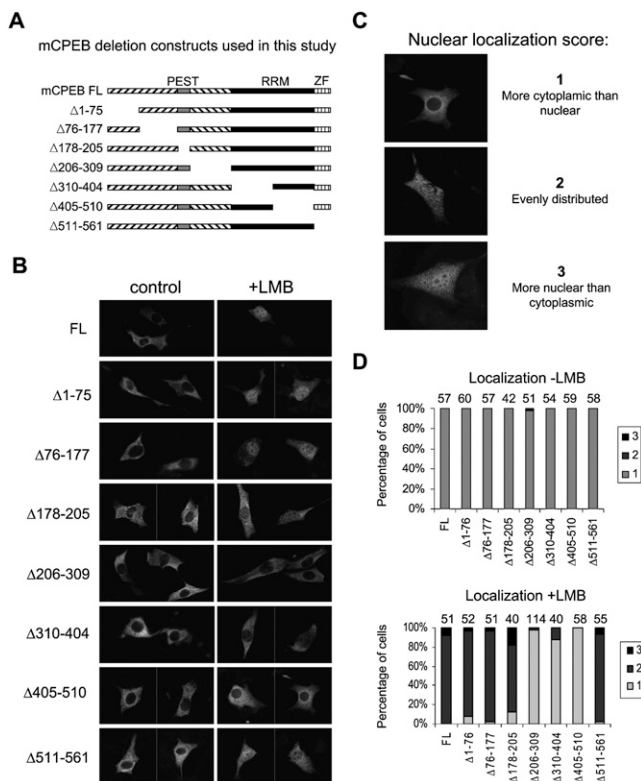 A
mCPEB deletion constructs used in this study
PEST RRM ZF
mCPEB FL
Δ1-75
Δ76-177
Δ178-205
Δ206-309
Δ310-404
Δ405-510
Δ511-561
B
control +LMB
FL
Δ1-75
Δ76-177
Δ178-205
Δ206-309
Δ310-404
Δ405-510
Δ511-561
C
Nuclear localization score:
1
More cytoplamic than
nuclear
2
Evenly distributed
3
More nuclear than
cytoplasmic
D
Localization -LMB
57 60 57 42 51 54 59 58
Percentage of cells
100%
80%
60%
40%
20%
0%
FL
Δ1-76
Δ76-177
Δ178-205
Δ206-309
Δ310-404
Δ405-510
Δ511-561
3
2
1
Localization +LMB
51 52 51 40 114 40 58 55
Percentage of cells
100%
80%
60%
40%
20%
0%
FL
Δ1-76
Δ76-177
Δ178-205
Δ206-309
Δ310-404
Δ405-510
Δ511-561
3
2
1